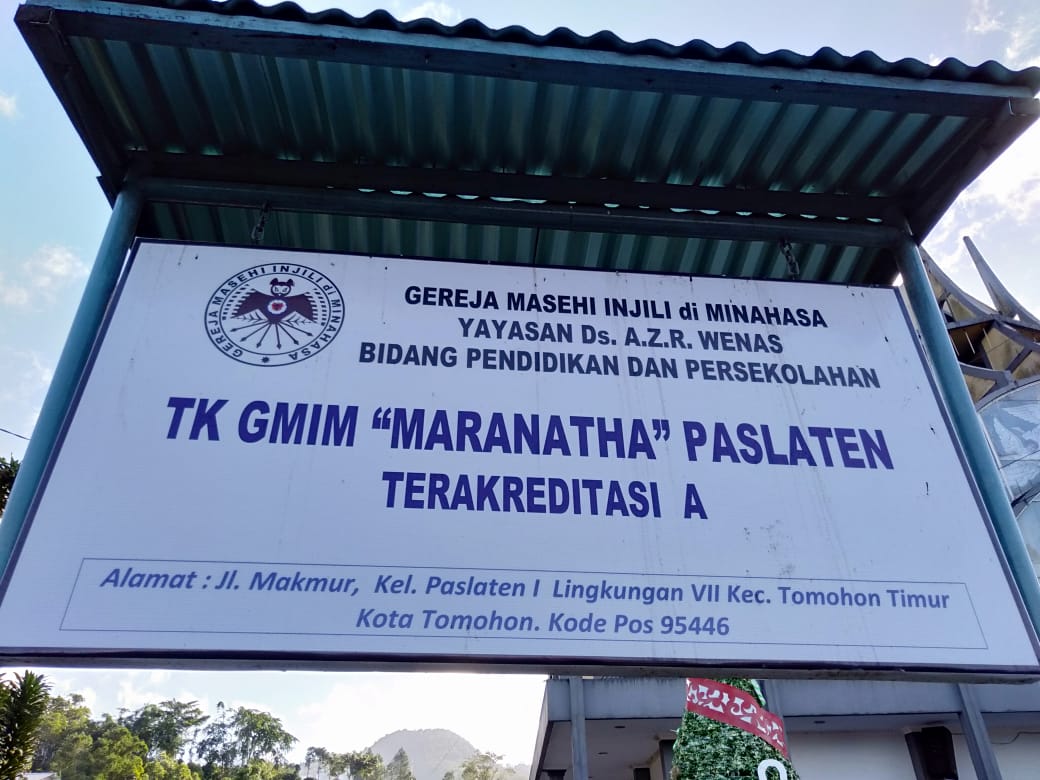 GEREJA MASEHI INJILI di MINAHASA
GEREJA MASEHI INJILI di MINAHASA
YAYASAN Ds. A.Z.R. WENAS
BIDANG PENDIDIKAN DAN PERSEKOLAHAN
TK GMIM “MARANATHA” PASLATEN
TERAKREDITASI A
Alamat : Jl. Makmur, Kel. Paslaten I Lingkungan VII Kec. Tomohon Timur
Kota Tomohon. Kode Pos 95446